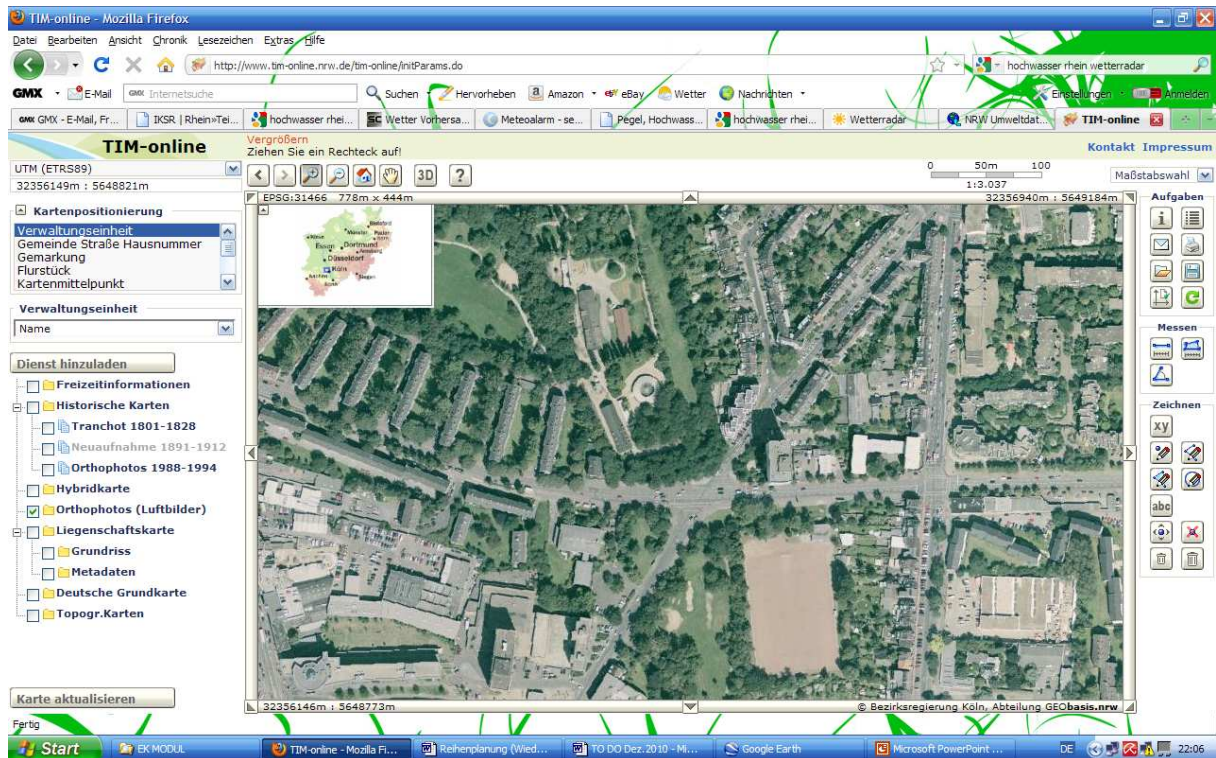 TIM-online - Mozilla Firefox
Datei Bearbeiten Ansicht Chronik Lesezeichen Extras Hilfe
http://www.tim-online.nrw.de/tim-online/initParams.do
hochwasser rhein wetterradar
GMX E-Mail GMX Internetsuche Suchen Hervorheben Amazon eBay Wetter Nachrichten Einstellungen Anmelden
GMX GMX - E-Mail, Fr... IKSR | Rhein»Tei... hochwasser rhei... SC Wetter Vorhersa... Meteoalarm - se... Pegel, Hochwass... hochwasser rhei... Wetterradar NRW Umweltdat... TIM-online
TIM-online
Vergrößern
Ziehen Sie ein Rechteck auf!
Kontakt Impressum
UTM (ETRS89)
32356149m : 5648821m
3D ?
0 50m 100
1:3.037
Maßstabswahl
EPSG:31466 778m x 444m
32356940m : 5649184m
Kartenpositionierung
Verwaltungseinheit
Gemeinde Straße Hausnummer
Gemarkung
Flurstück
Kartenmittelpunkt
Verwaltungseinheit
Name
Dienst hinzuladen
Freizeitinformationen
Historische Karten
Tranchot 1801-1828
Neuaufnahme 1891-1912
Orthophotos 1988-1994
Hybridkarte
Orthophotos (Luftbilder)
Liegenschaftskarte
Grundriss
Metadaten
Deutsche Grundkarte
Topogr.Karten
Karte aktualisieren
Münster
Essen Dortmund
Düsseldorf
Köln
Siegen
Aufgaben
Messen
Zeichnen
xy
abc
32356146m : 5648773m
© Bezirksregierung Köln, Abteilung GEObasis.nrw
Fertig
Start EK MODUL TIM-online - Mozilla Fi... Reihenplanung (Wied... TO DO Dez.2010 - Mi... Google Earth Microsoft PowerPoint ... DE 22:06